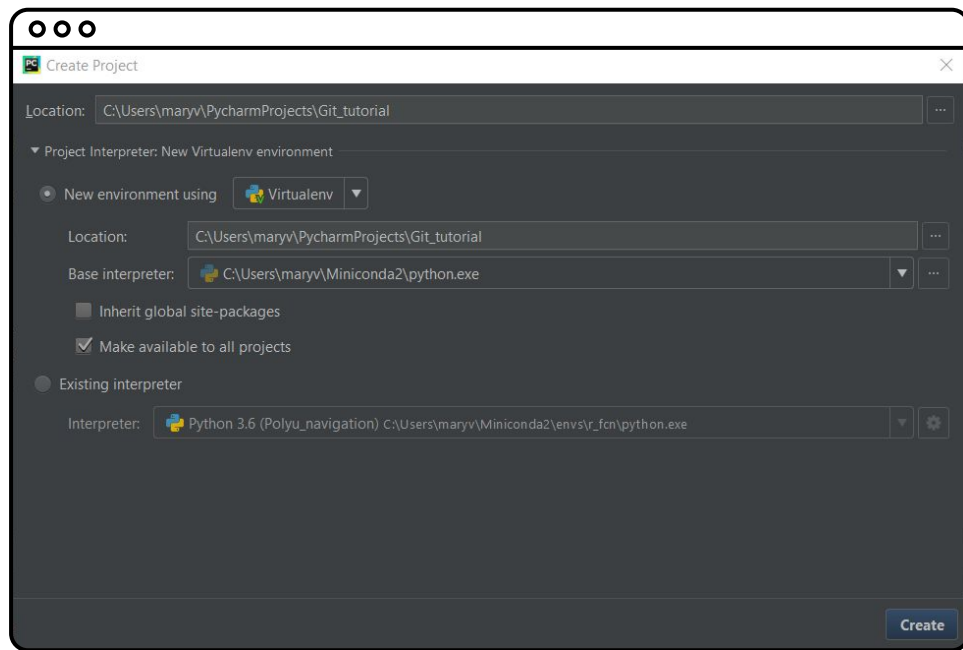 PC
Create Project
Location: C:\Users\maryv\PycharmProjects\Git_tutorial
Project Interpreter: New Virtualenv environment
New environment using Virtualenv
Location: C:\Users\maryv\PycharmProjects\Git_tutorial
Base interpreter: C:\Users\maryv\Miniconda2\python.exe
Inherit global site-packages
Make available to all projects
Existing interpreter
Interpreter: Python 3.6 (Polyu_navigation) C:\Users\maryv\Miniconda2\envs\r_fcn\python.exe
Create